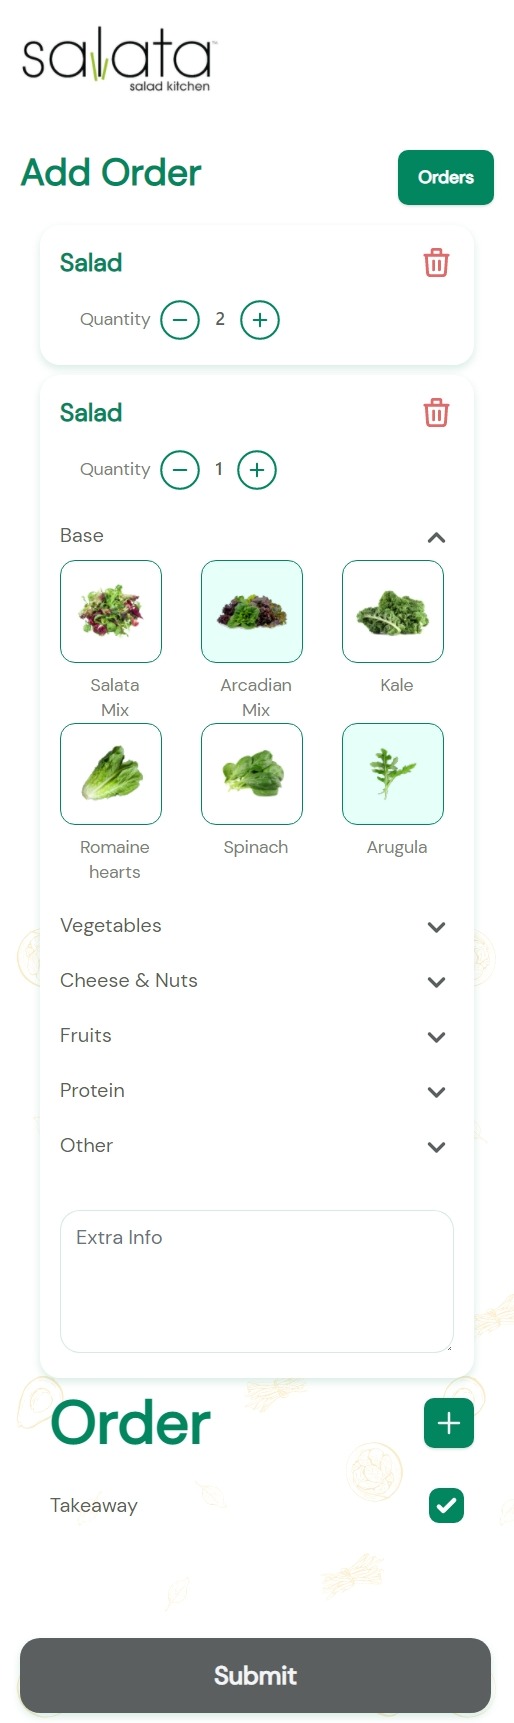 salata™
salad kitchen
Add Order
Orders
Salad
Quantity
2
Salad
Quantity
1
Base
Salata
Mix
Arcadian
Mix
Kale
Romaine
hearts
Spinach
Arugula
Vegetables
Cheese & Nuts
Fruits
Protein
Other
Extra Info
Order
Takeaway
Submit